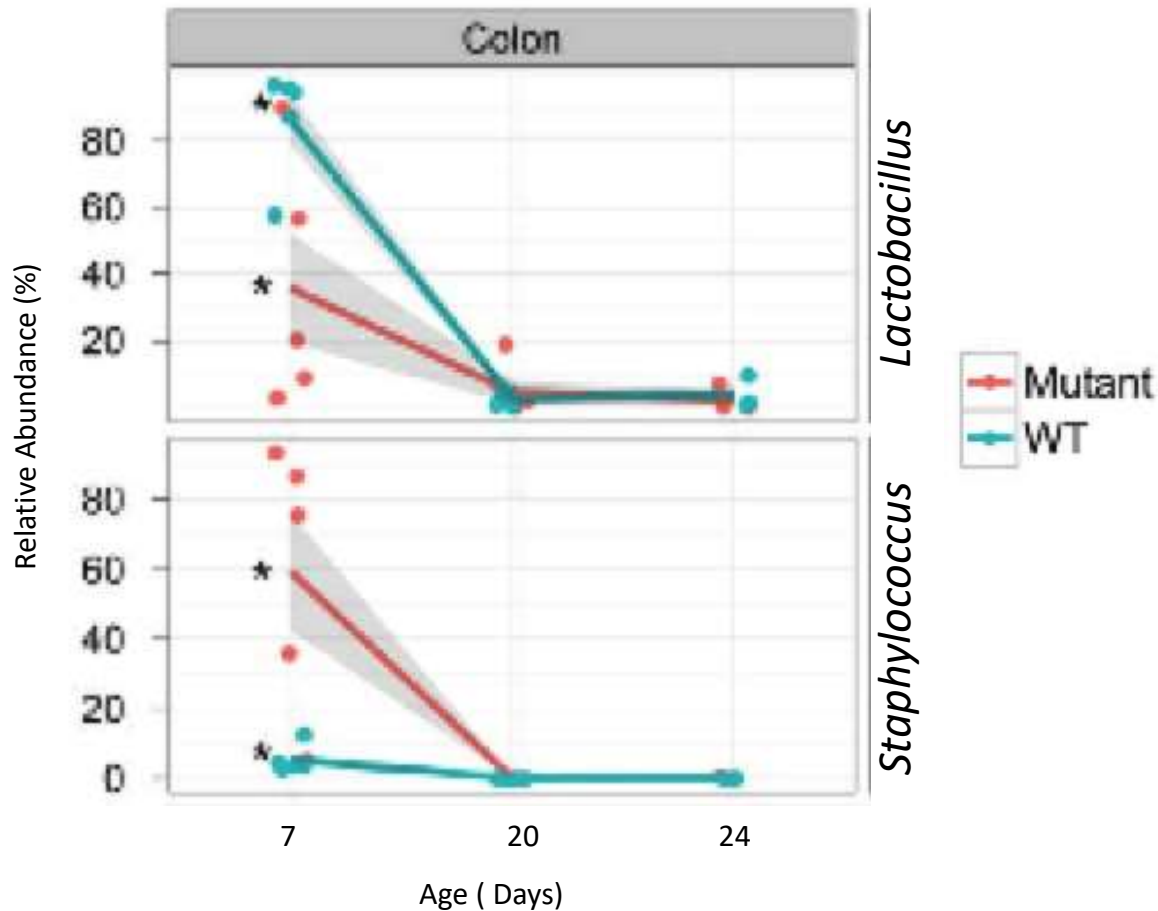 Colon
*
80
60
40
*
20
Lactobacillus
80
60
*
40
20
*
0
Staphylococcus
Relative Abundance (%)
7 20 24
Age ( Days)
Mutant
WT